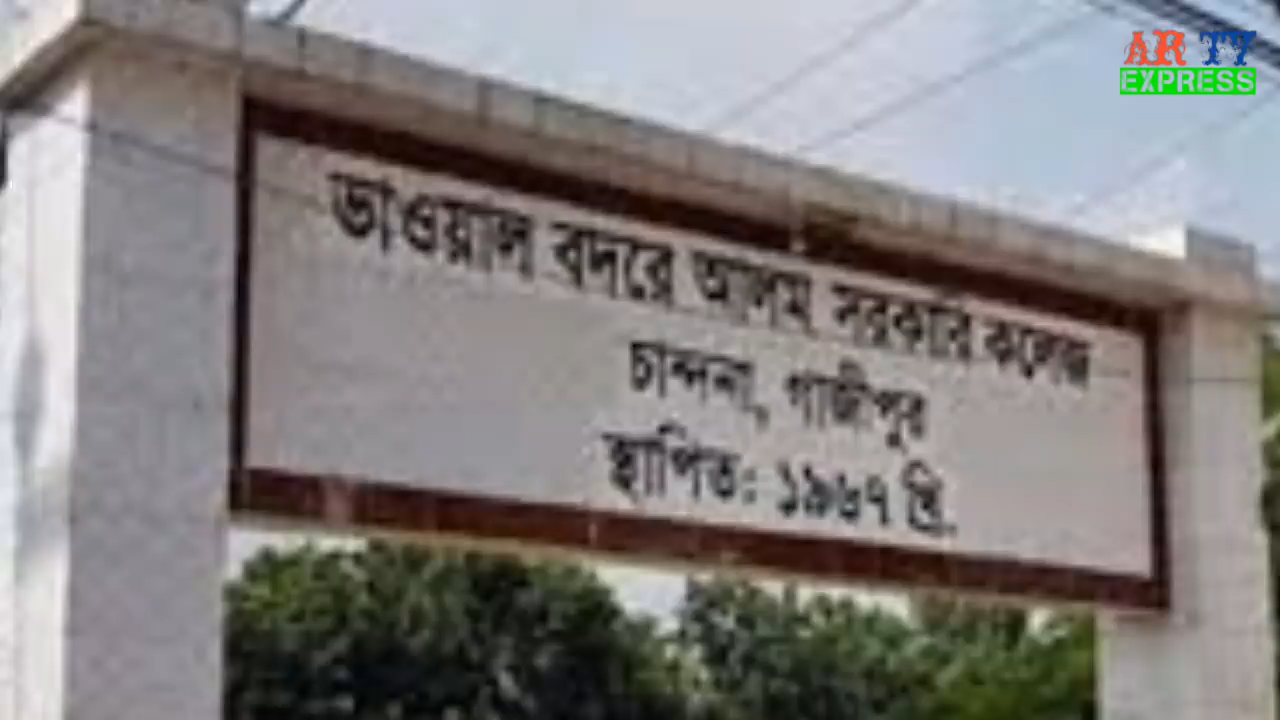 AR TV
EXPRESS
ভাওয়াল বদরে আলম সরকারি কলেজ
চান্দনা, গাজীপুর
স্থাপিত: ১৯৬৭ খ্রি.